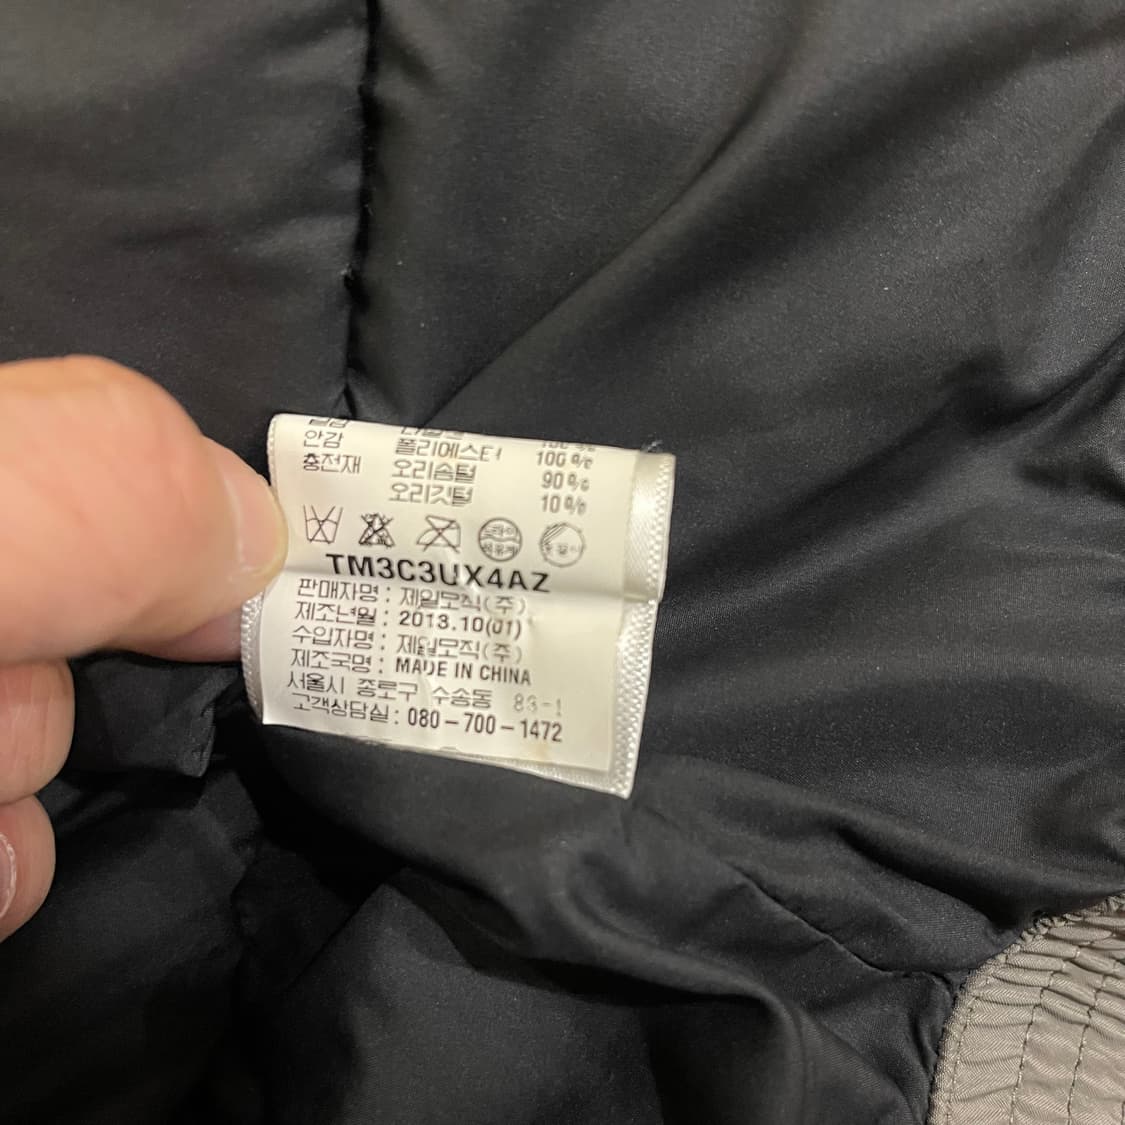 안감 폴리에스터 100%
충전재 오리솜털 90%
오리깃털 10%
드라이
TM3C3UX4AZ
판매자명 : 제일모직(주)
제조년월 : 2013.10(01)
수입자명 : 제일모직(주)
제조국명 : MADE IN CHINA
서울시 종로구 수송동 83-1
고객상담실 : 080-700-1472